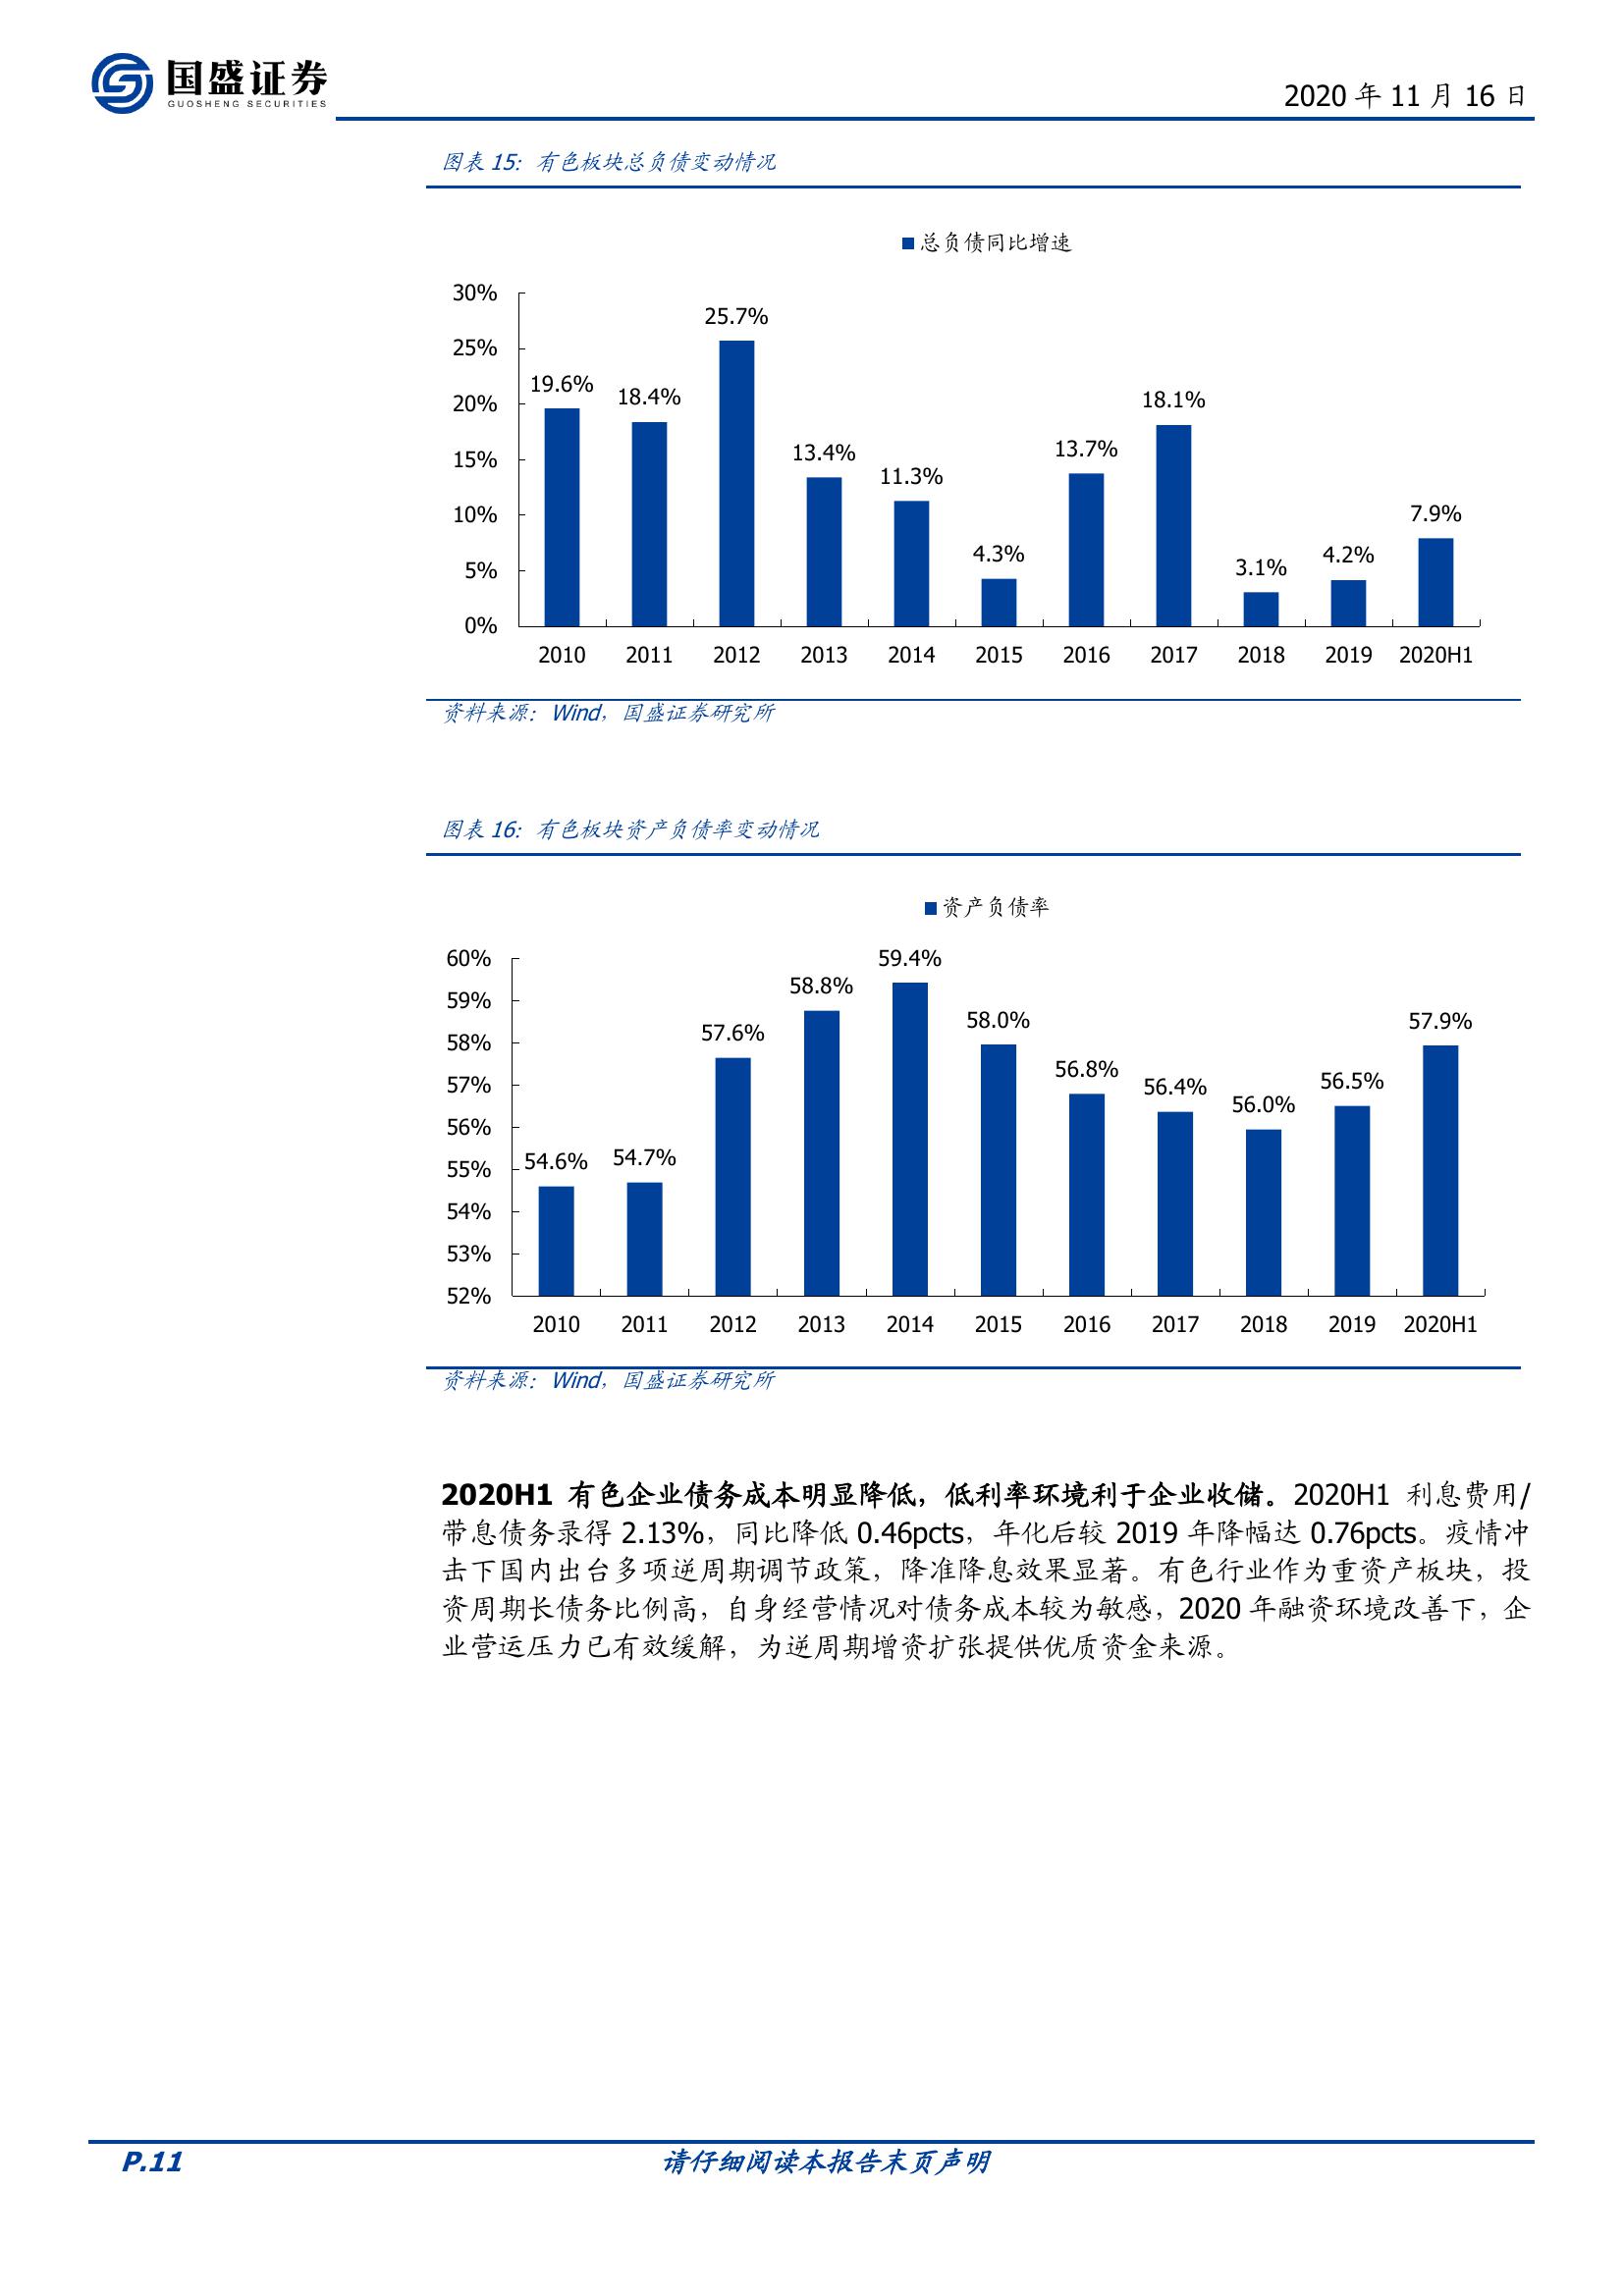 国盛证券
GUOSHENG SECURITIES
2020 年 11 月 16 日
图表 15：有色板块总负债变动情况
总负债同比增速
30%
25%
20%
15%
10%
5%
0%
19.6%
18.4%
25.7%
13.4%
11.3%
4.3%
13.7%
18.1%
3.1%
4.2%
7.9%
2010 2011 2012 2013 2014 2015 2016 2017 2018 2019 2020H1
资料来源：Wind，国盛证券研究所
图表 16：有色板块资产负债率变动情况
资产负债率
60%
59%
58%
57%
56%
55%
54%
53%
52%
54.6%
54.7%
57.6%
58.8%
59.4%
58.0%
56.8%
56.4%
56.0%
56.5%
57.9%
2010 2011 2012 2013 2014 2015 2016 2017 2018 2019 2020H1
资料来源：Wind，国盛证券研究所
2020H1 有色企业债务成本明显降低，低利率环境利于企业收储。2020H1 利息费用/
带息债务录得 2.13%，同比降低 0.46pcts，年化后较 2019 年降幅达 0.76pcts。疫情冲
击下国内出台多项逆周期调节政策，降准降息效果显著。有色行业作为重资产板块，投
资周期长债务比例高，自身经营情况对债务成本较为敏感，2020 年融资环境改善下，企
业营运压力已有效缓解，为逆周期增资扩张提供优质资金来源。
P.11
请仔细阅读本报告末页声明